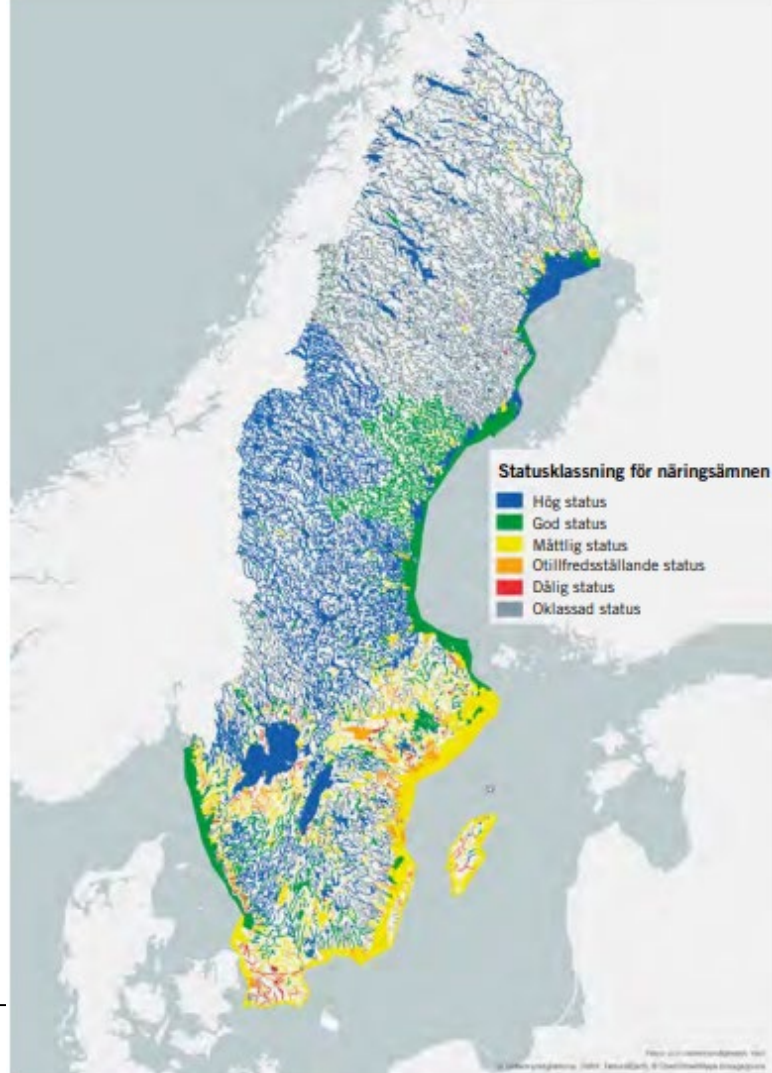 Statusklassning för näringsämnen
Hög status
God status
Måttlig status
Otillfredsställande status
Dålig status
Oklassad status